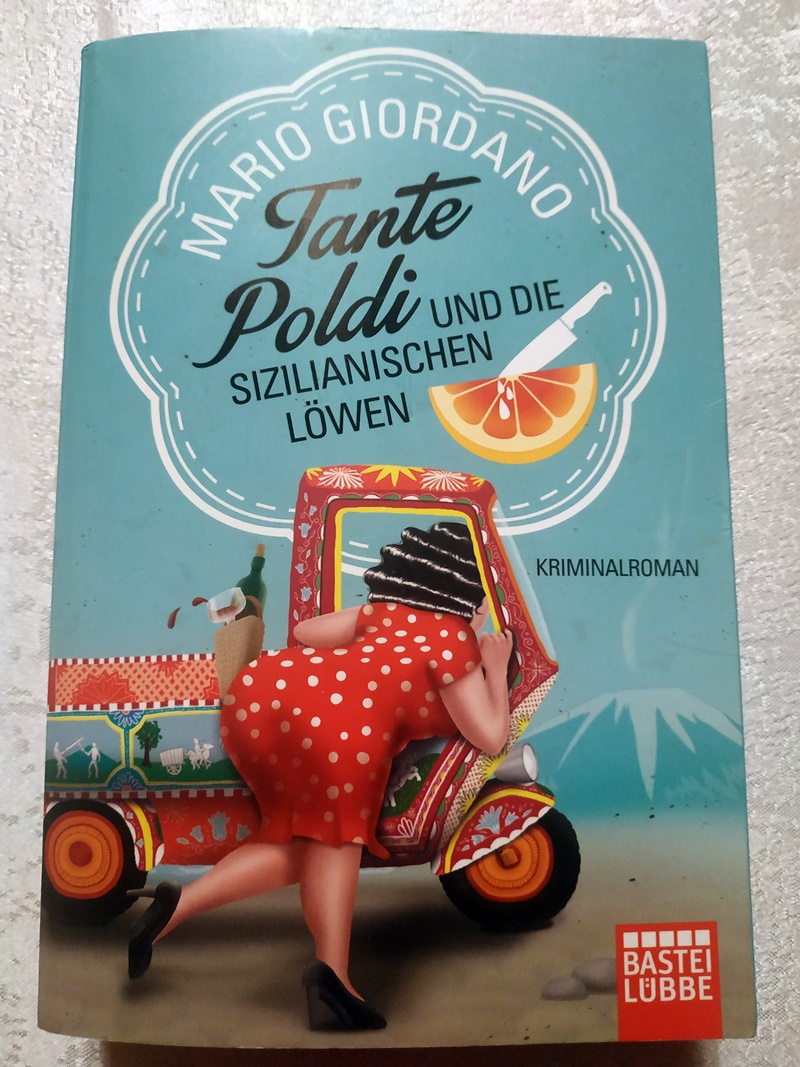 MARIO GIORDANO
Tante
Poldi UND DIE
SIZILIANISCHEN
LÖWEN
KRIMINALROMAN
BASTEI
LÜBBE